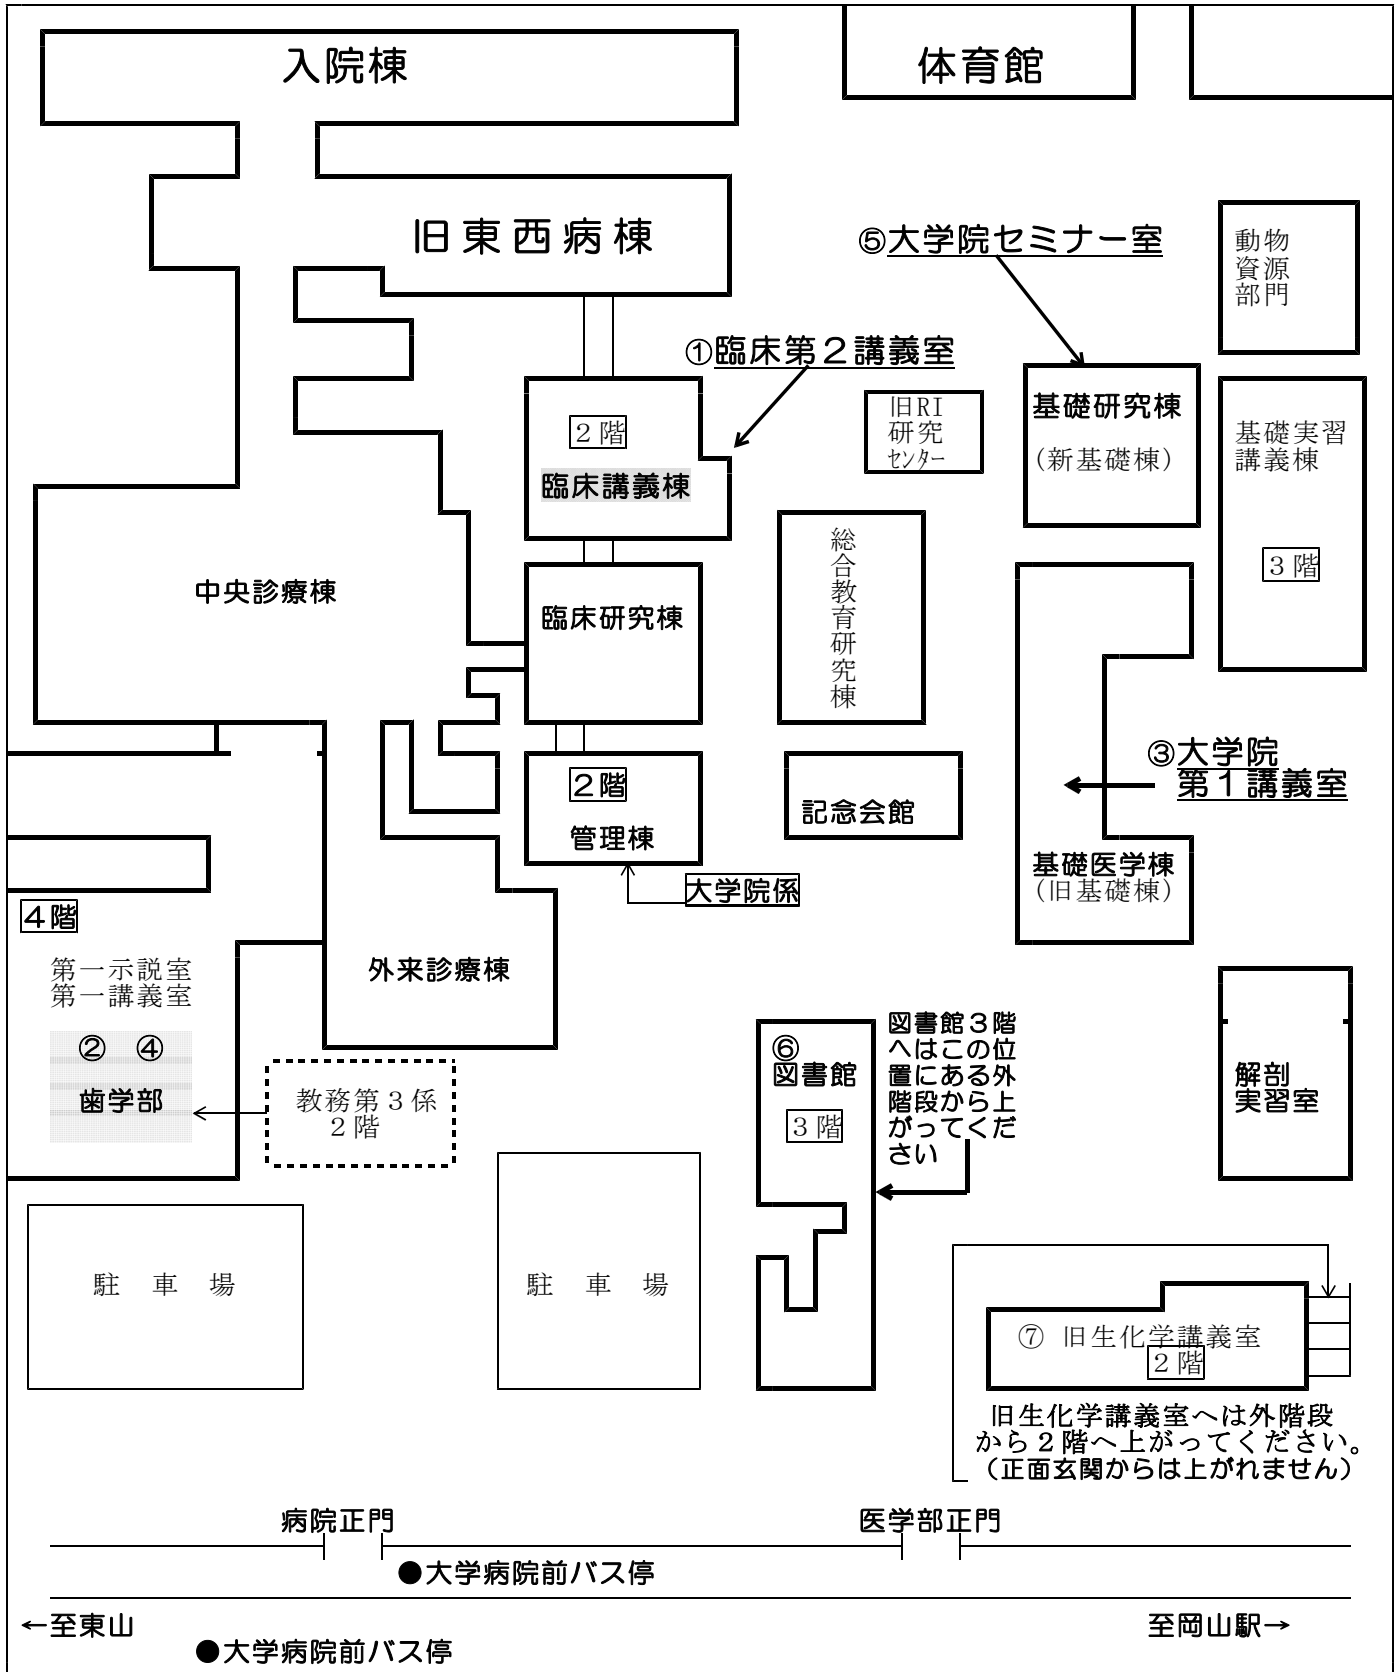 入院棟
体育館
旧東西病棟
⑤大学院セミナー室
動物
資源
部門
①臨床第２講義室
２階
臨床講義棟
旧RI
研究
センター
基礎研究棟
(新基礎棟)
基礎実習
講義棟
３階
総合教育研究棟
中央診療棟
臨床研究棟
２階
管理棟
大学院係
記念会館
③大学院
第１講義室
基礎医学棟
(旧基礎棟)
４階
第一示説室
第一講義室
② ④
歯学部
外来診療棟
教務第３係
２階
⑥
図書館
３階
図書館３階
へはこの位
置にある外
階段から上
がってくだ
さい
解剖
実習室
駐 車 場
駐 車 場
⑦ 旧生化学講義室
２階
旧生化学講義室へは外階段
から２階へ上がってください。
（正面玄関からは上がれません）
病院正門
医学部正門
●大学病院前バス停
←至東山
至岡山駅→
●大学病院前バス停